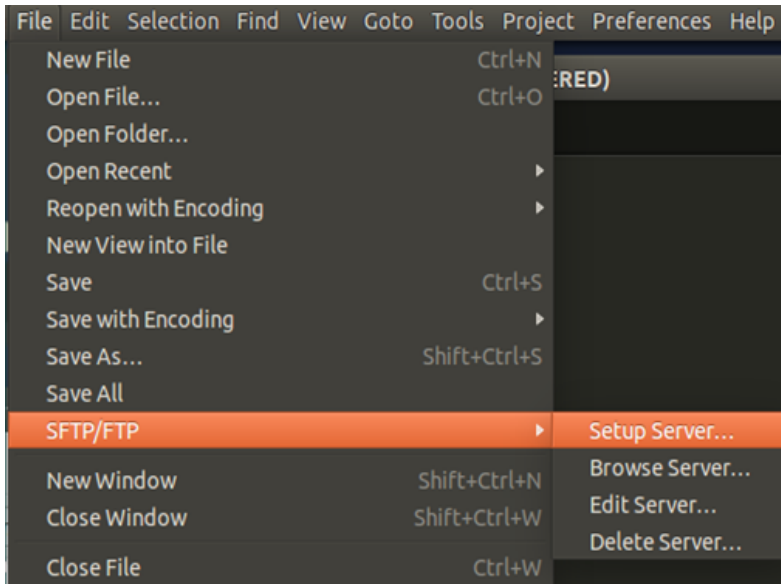 File Edit Selection Find View Goto Tools Project Preferences Help
New File Ctrl+N
ERED)
Open File... Ctrl+O
Open Folder...
Open Recent
Reopen with Encoding
New View into File
Save Ctrl+S
Save with Encoding
Save As... Shift+Ctrl+S
Save All
SFTP/FTP Setup Server...
Browse Server...
New Window Shift+Ctrl+N
Edit Server...
Close Window Shift+Ctrl+W
Delete Server...
Close File Ctrl+W